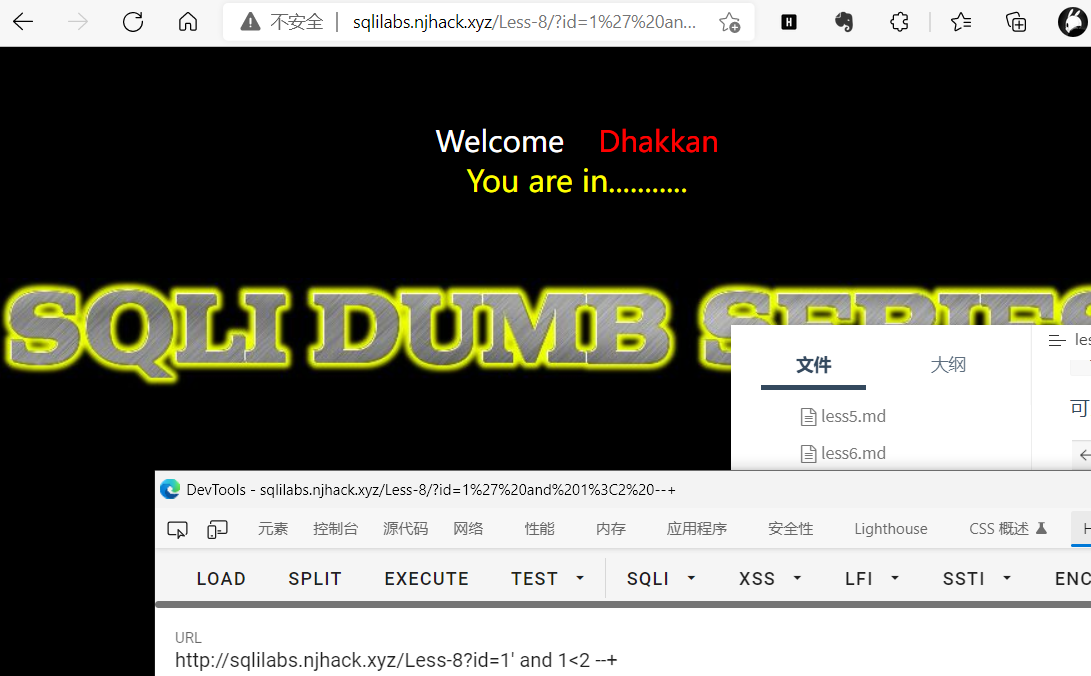 不安全 sqlilabs.njhack.xyz/Less-8/?id=1%27%20an... H
Welcome Dhakkan
You are in...........
SQLI DUMB SERIES
文件 大纲 les
less5.md 可
less6.md
DevTools - sqlilabs.njhack.xyz/Less-8/?id=1%27%20and%201%3C2%20--+
元素 控制台 源代码 网络 性能 内存 应用程序 安全性 Lighthouse CSS 概述 H
LOAD SPLIT EXECUTE TEST SQLI XSS LFI SSTI ENC
URL
http://sqlilabs.njhack.xyz/Less-8?id=1' and 1<2 --+